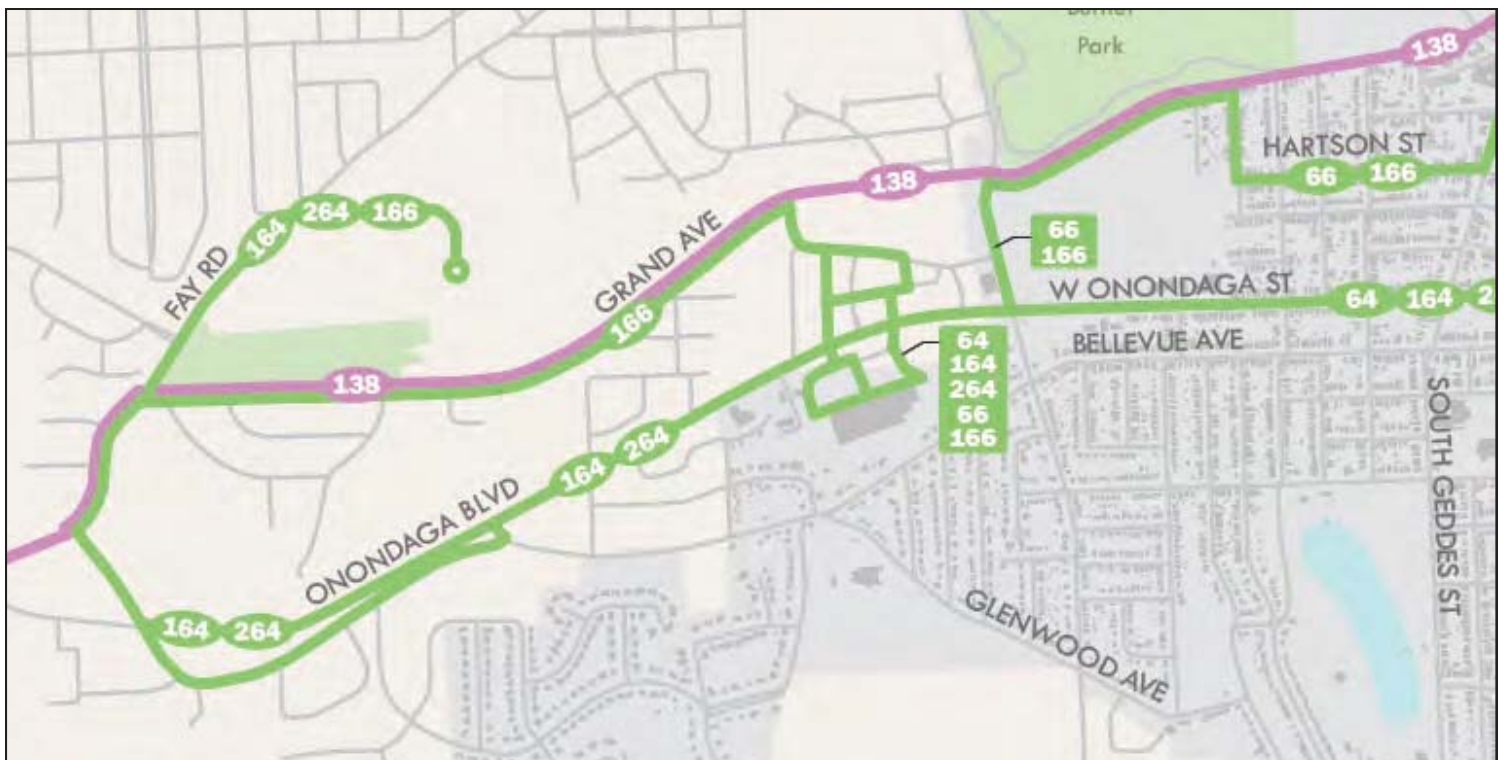 Park
138
HARTSON ST
66 166
138
164 264 166
FAY RD
GRAND AVE
166
66
166
W ONONDAGA ST
64 164
BELLEVUE AVE
64
164
264
66
166
138
SOUTH GEDDES ST
164 264
ONONDAGA BLVD
164 264
GLENWOOD AVE